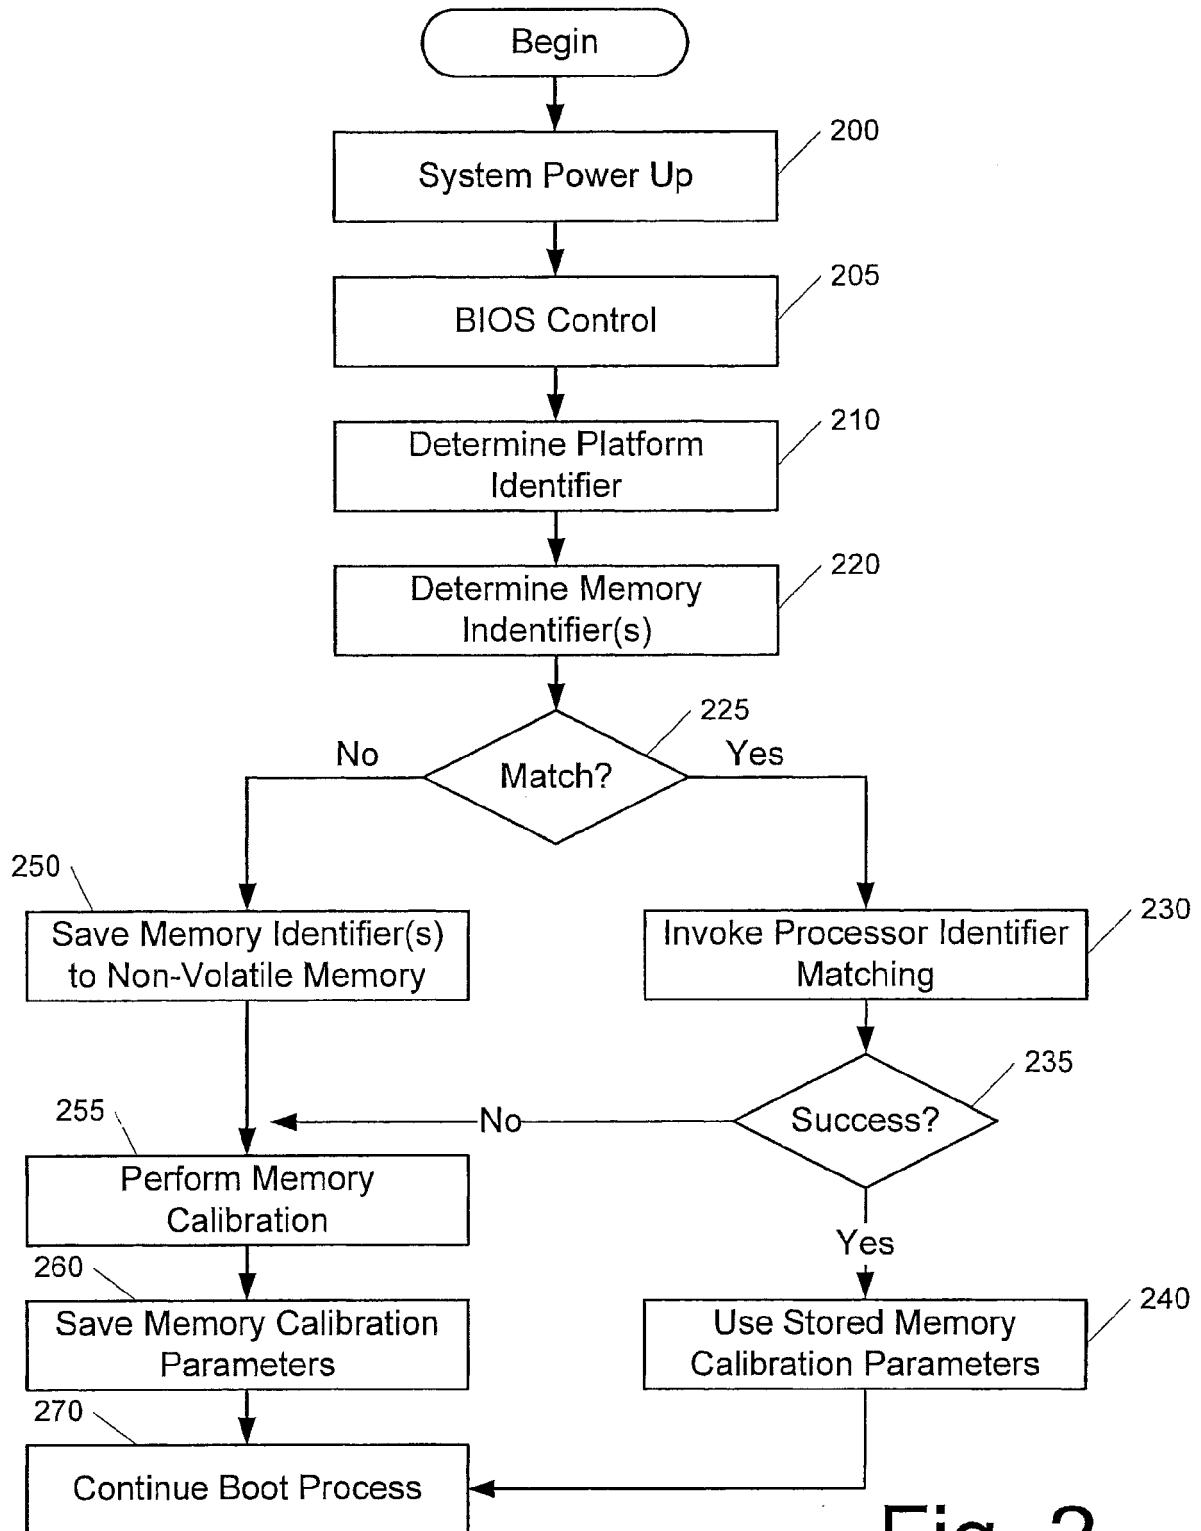 Begin
200
System Power Up
205
BIOS Control
210
Determine Platform
Identifier
220
Determine Memory
Indentifier(s)
225
No
Yes
Match?
250
Save Memory Identifier(s)
to Non-Volatile Memory
230
Invoke Processor Identifier
Matching
235
Success?
No
255
Perform Memory
Calibration
Yes
260
Save Memory Calibration
Parameters
240
Use Stored Memory
Calibration Parameters
270
Continue Boot Process
Fig. 2